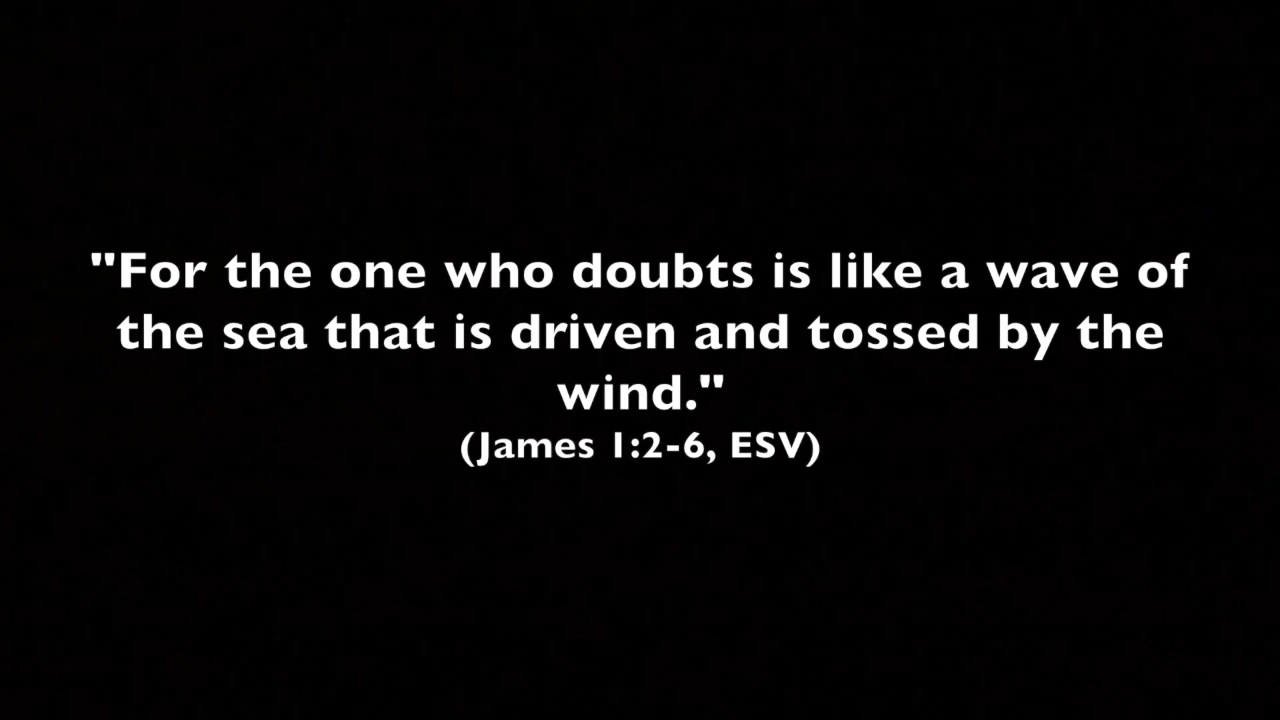 "For the one who doubts is like a wave of
the sea that is driven and tossed by the
wind."
(James 1:2-6, ESV)